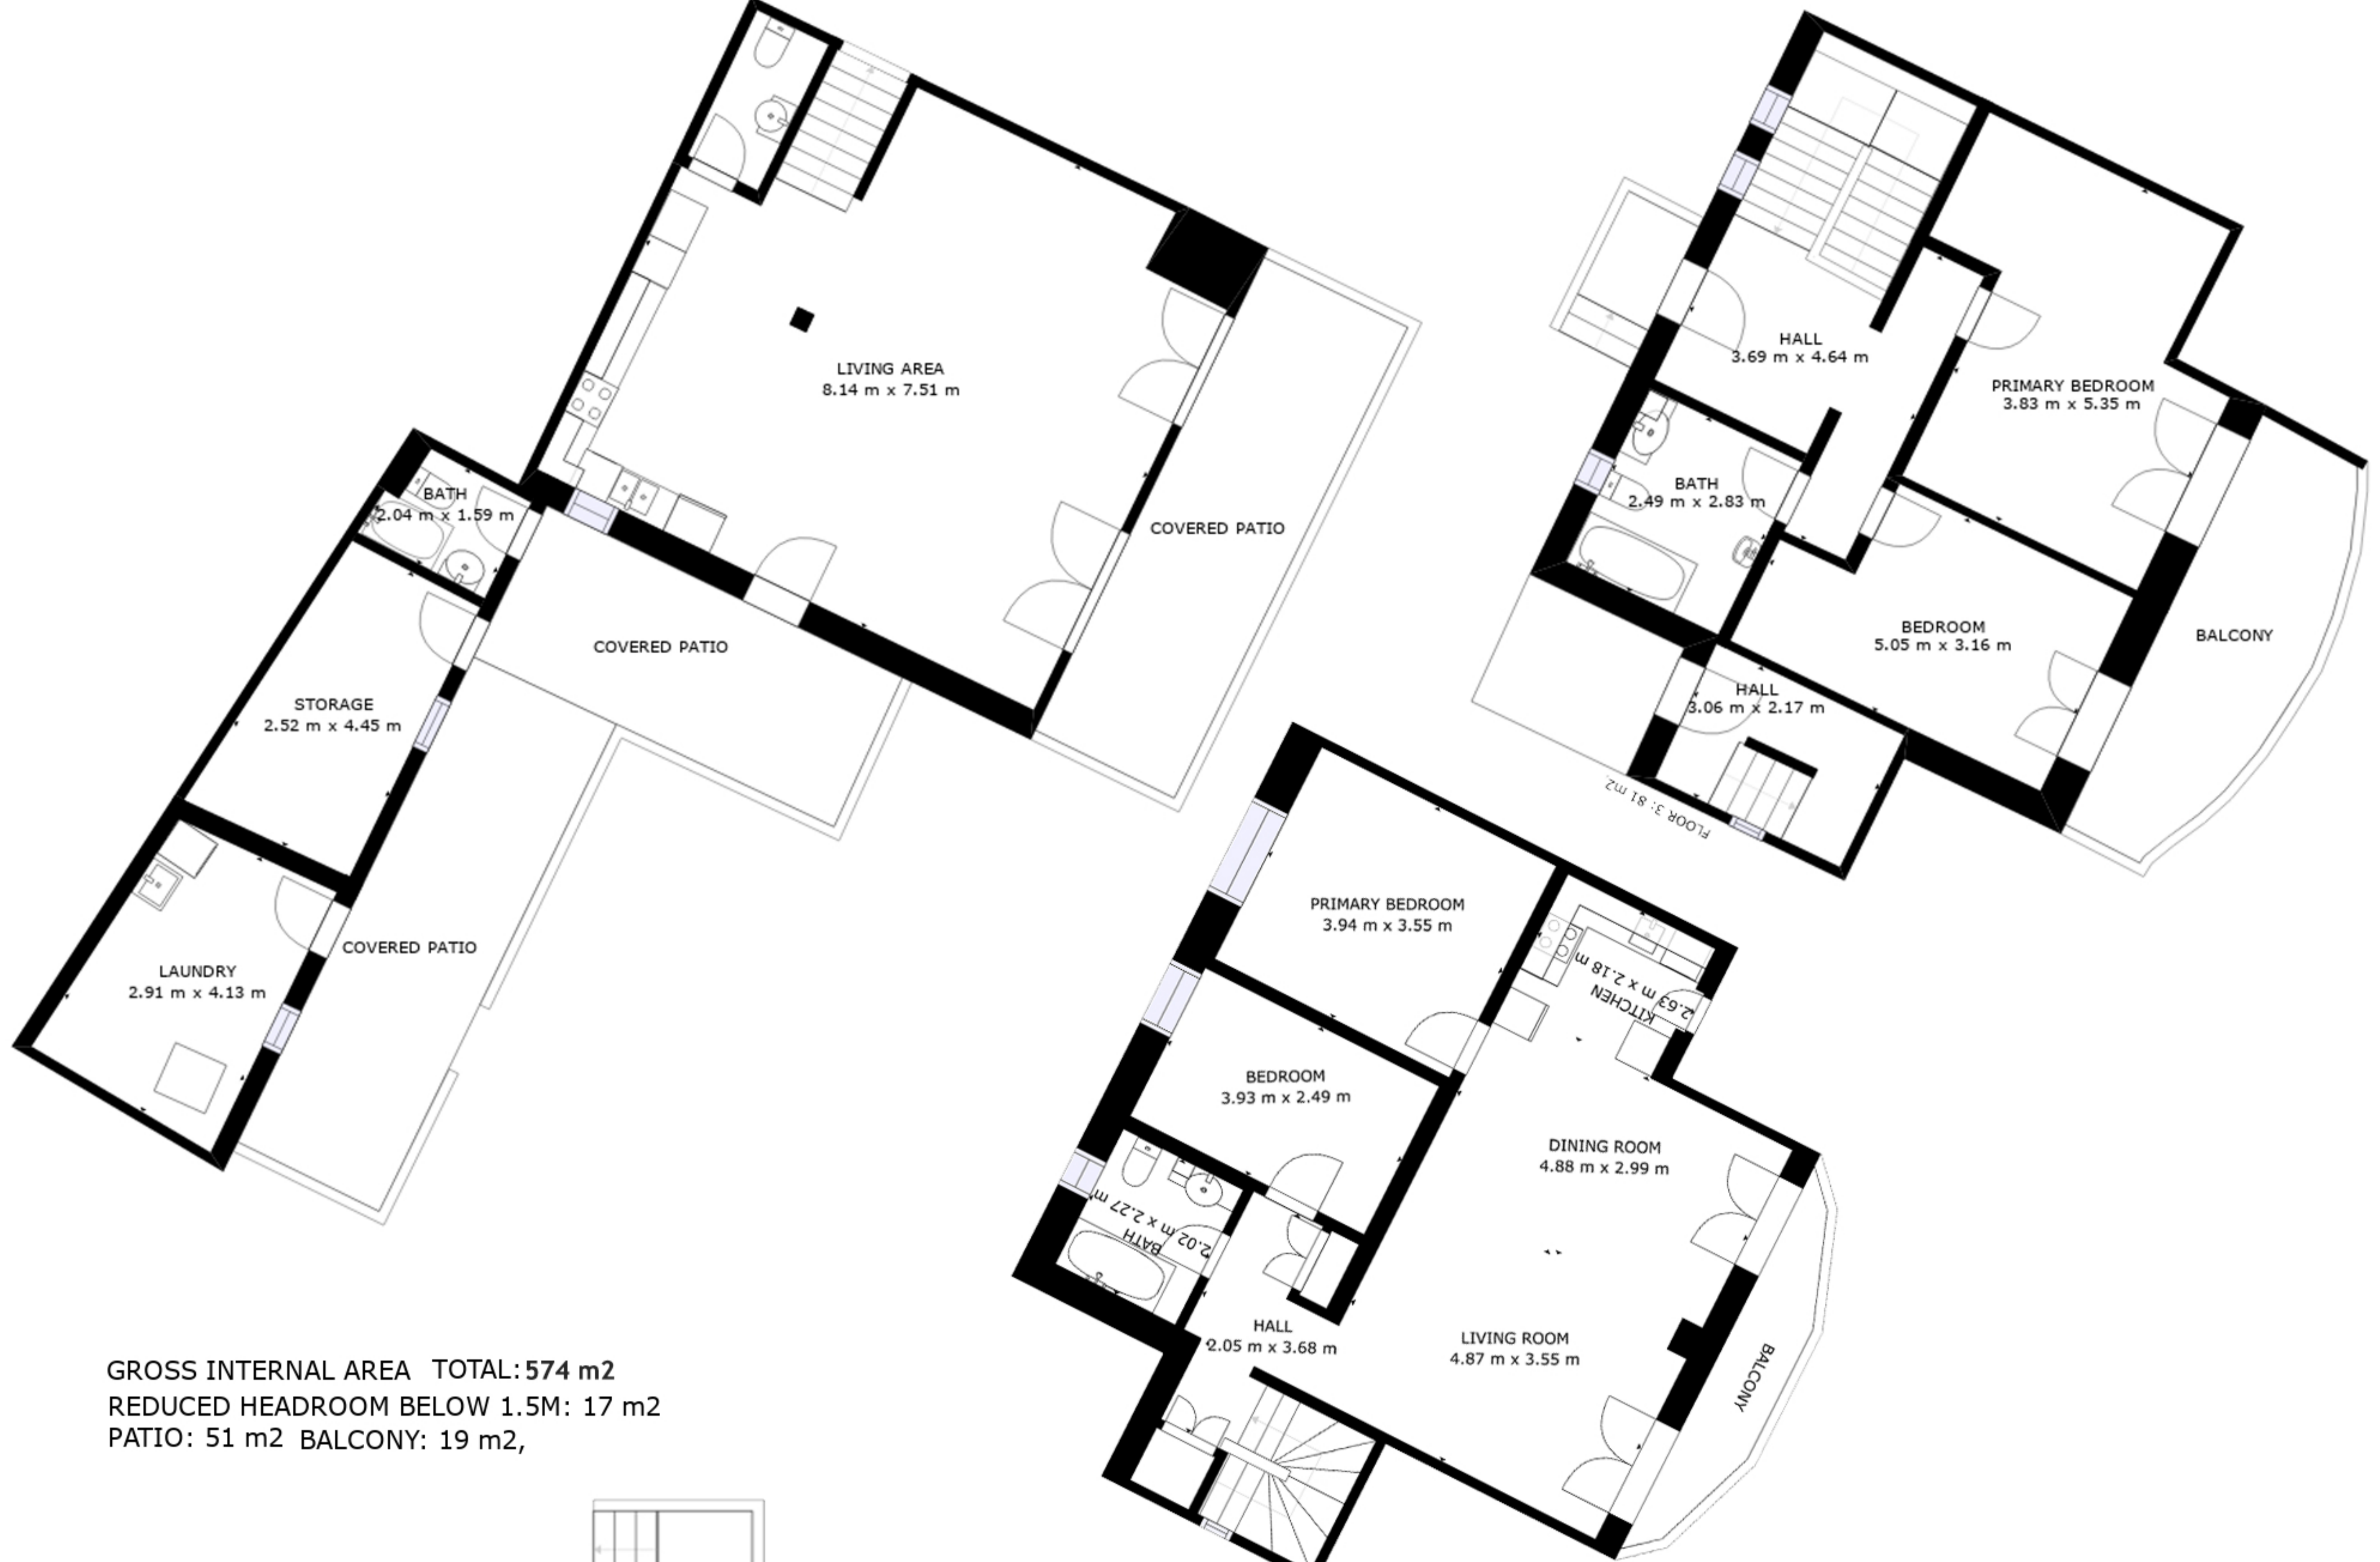 LIVING AREA
8.14 m x 7.51 m
BATH
2.04 m x 1.59 m
COVERED PATIO
COVERED PATIO
STORAGE
2.52 m x 4.45 m
LAUNDRY
2.91 m x 4.13 m
COVERED PATIO
HALL
3.69 m x 4.64 m
PRIMARY BEDROOM
3.83 m x 5.35 m
BATH
2.49 m x 2.83 m
BEDROOM
5.05 m x 3.16 m
BALCONY
HALL
3.06 m x 2.17 m
FLOOR 3: 81 m2
PRIMARY BEDROOM
3.94 m x 3.55 m
KITCHEN
2.63 m x 2.18 m
BEDROOM
3.93 m x 2.49 m
DINING ROOM
4.88 m x 2.99 m
BATH
2.02 m x 2.27 m
HALL
2.05 m x 3.68 m
LIVING ROOM
4.87 m x 3.55 m
BALCONY
GROSS INTERNAL AREA TOTAL: 574 m2
REDUCED HEADROOM BELOW 1.5M: 17 m2
PATIO: 51 m2 BALCONY: 19 m2,